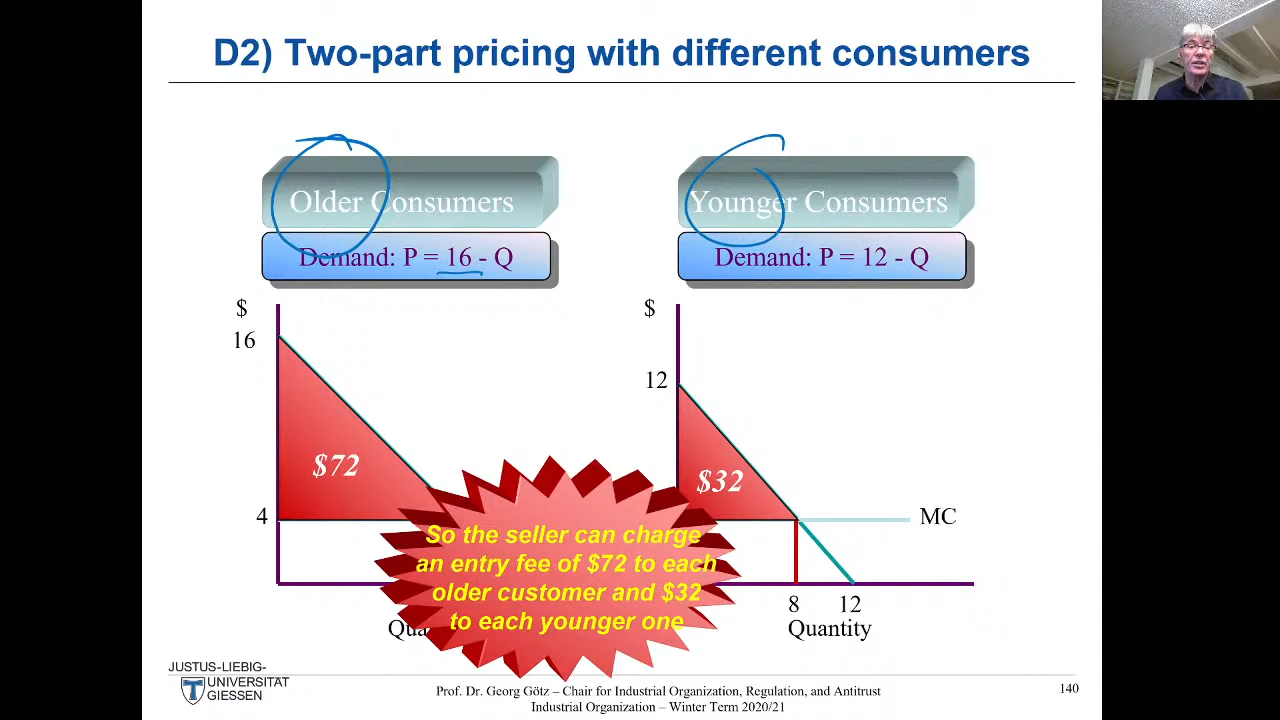 D2) Two-part pricing with different consumers
Older Consumers
Demand: P = 16 - Q
Younger Consumers
Demand: P = 12 - Q
$
16
$72
4
$
12
$32
MC
So the seller can charge
an entry fee of $72 to each
older customer and $32
to each younger one
8 12
Qua
Quantity
JUSTUS-LIEBIG-
UNIVERSITAT
GIESSEN
Prof. Dr. Georg Götz – Chair for Industrial Organization, Regulation, and Antitrust
Industrial Organization – Winter Term 2020/21
140